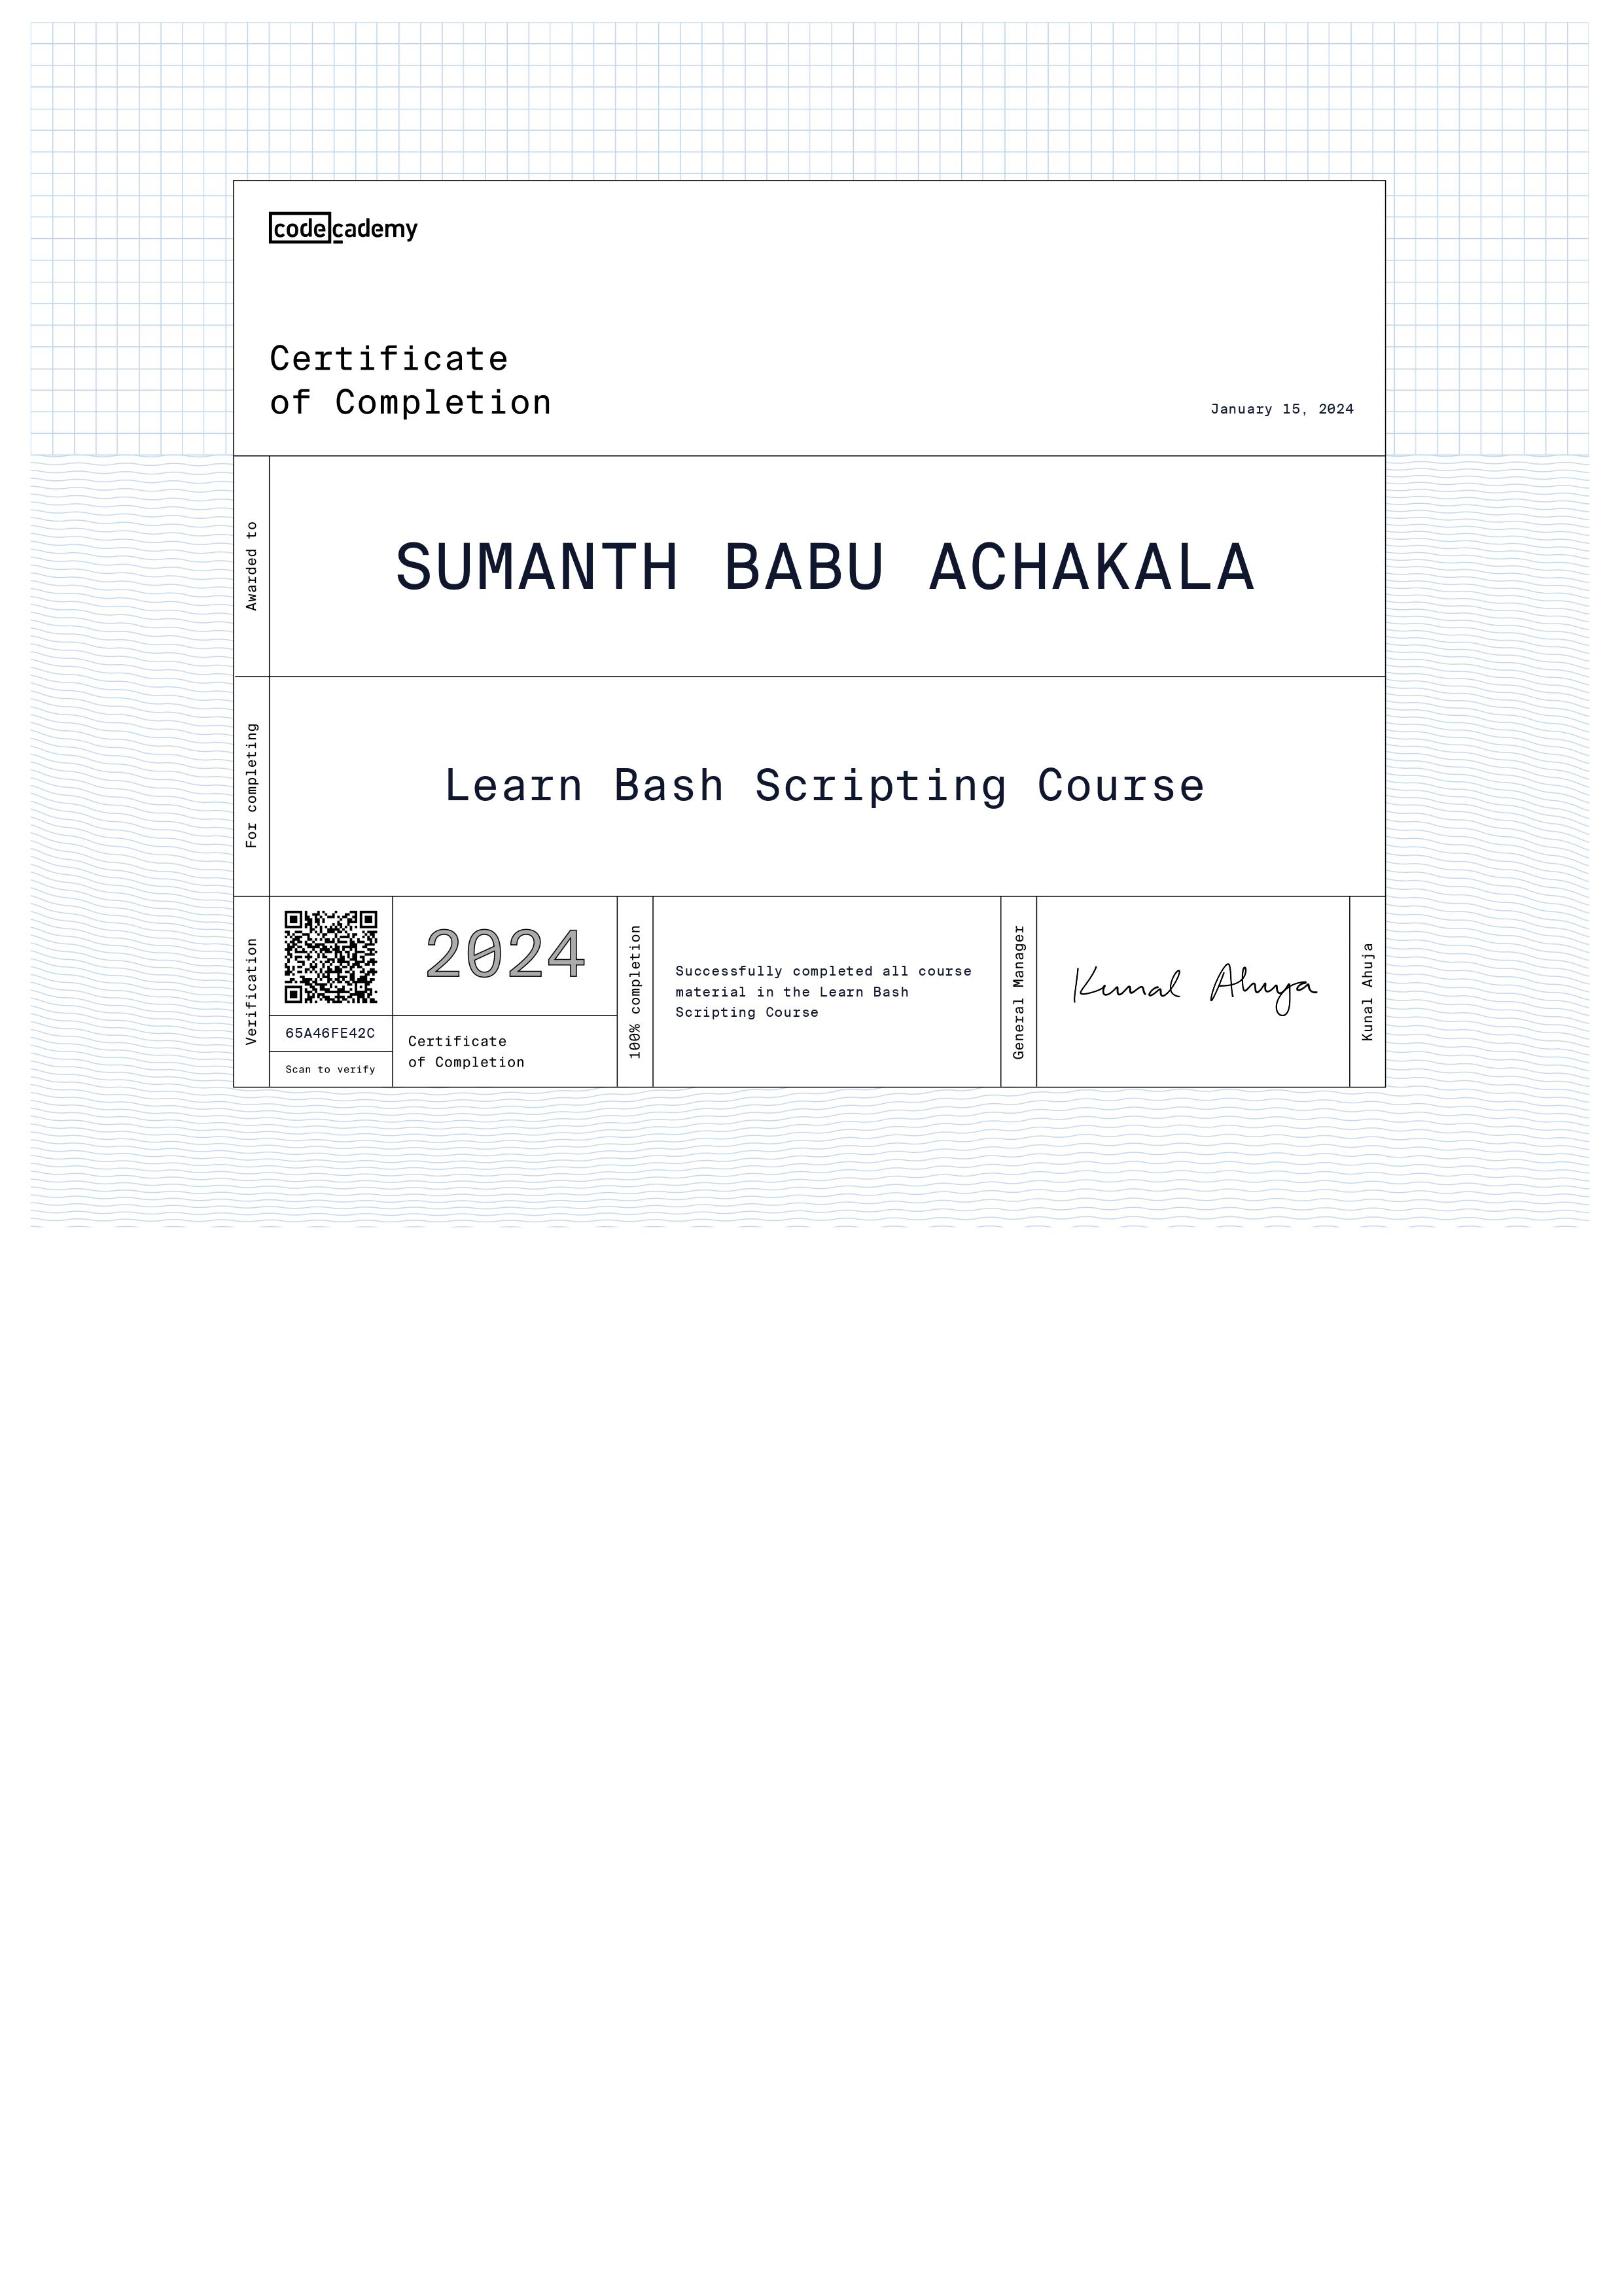 codecademy
Certificate
of Completion
January 15, 2024
Awarded to
SUMANTH BABU ACHAKALA
For completing
Learn Bash Scripting Course
Verification
65A46FE42C
Scan to verify
2024
Certificate
of Completion
100% completion
Successfully completed all course
material in the Learn Bash
Scripting Course
General Manager
Kunal Ahuja
Kunal Ahuja